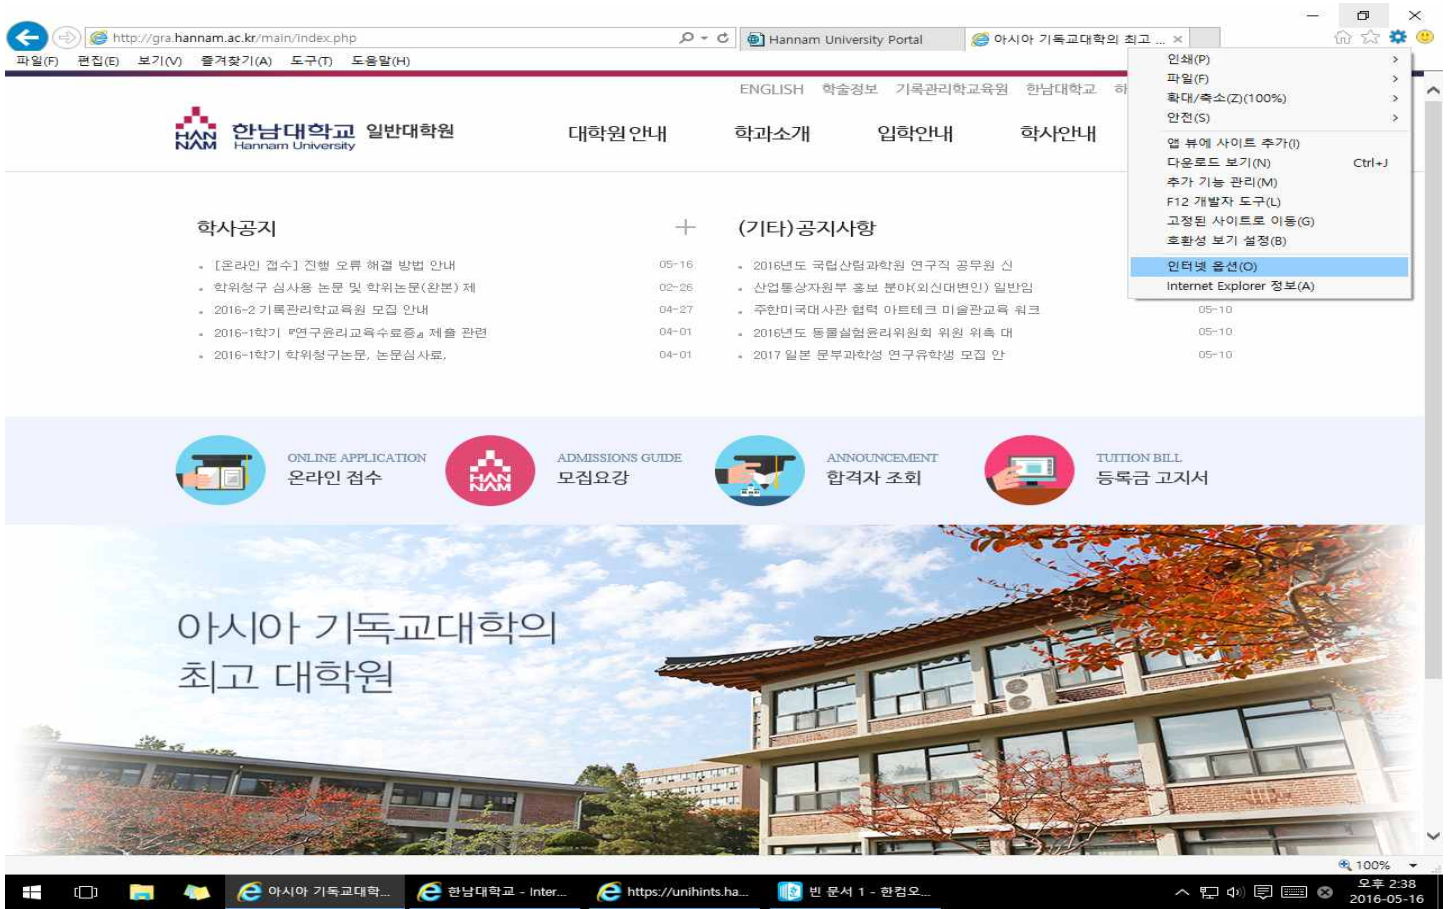 http://gra.hannam.ac.kr/main/index.php
Hannam University Portal
아시아 기독교대학의 최고 ...
파일(F) 편집(E) 보기(V) 즐겨찾기(A) 도구(T) 도움말(H)
인쇄(P)
파일(F)
확대/축소(Z)(100%)
안전(S)
앱 뷰에 사이트 추가(I)
다운로드 보기(N) Ctrl+J
추가 기능 관리(M)
F12 개발자 도구(L)
고정된 사이트로 이동(G)
호환성 보기 설정(B)
인터넷 옵션(O)
Internet Explorer 정보(A)
ENGLISH 학술정보 기록관리학교육원 한남대학교
HAN NAM 한남대학교 일반대학원
Hannam University
대학원 안내 학과소개 입학안내 학사안내
학사공지
[온라인 접수] 진행 오류 해결 방법 안내 05-16
학위청구 심사용 논문 및 학위논문(완본) 제 02-26
2016-2 기록관리학교육원 모집 안내 04-27
2016-1학기 『연구윤리교육수료증』 제출 관련 04-01
2016-1학기 학위청구논문, 논문심사료, 04-01
(기타)공지사항
2016년도 국립산림과학원 연구직 공무원 신
산업통상자원부 홍보 분야(외신대변인) 일반임
주한미국대사관 협력 아트테크 미술관교육 워크 05-10
2016년도 동물실험윤리위원회 위원 위촉 대 05-10
2017 일본 문부과학성 연구유학생 모집 안 05-10
ONLINE APPLICATION
온라인 접수
HAN NAM
ADMISSIONS GUIDE
모집요강
ANNOUNCEMENT
합격자 조회
TUITION BILL
등록금 고지서
아시아 기독교대학의
최고 대학원
100%
아시아 기독교대학...
한남대학교 - Inter...
https://unihints.ha...
빈 문서 1 - 한컴오...
오후 2:38
2016-05-16